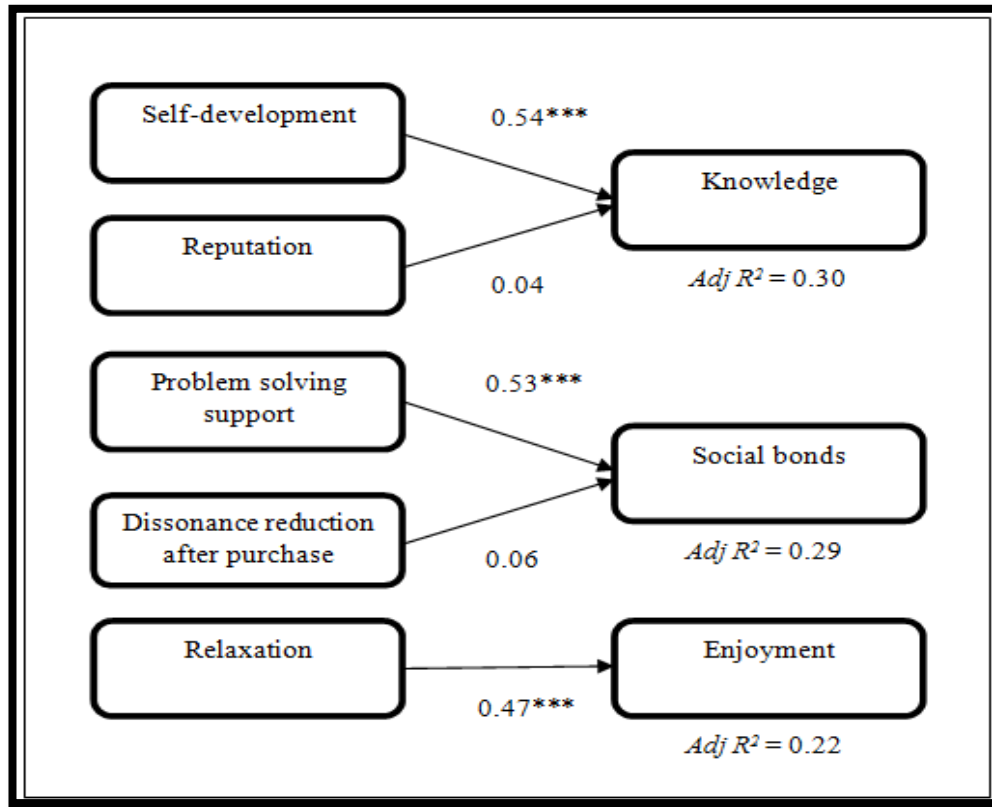 Self-development
0.54***
Knowledge
Reputation
0.04
Adj R² = 0.30
Problem solving
support
0.53***
Social bonds
Dissonance reduction
after purchase
0.06
Adj R² = 0.29
Relaxation
Enjoyment
0.47***
Adj R² = 0.22